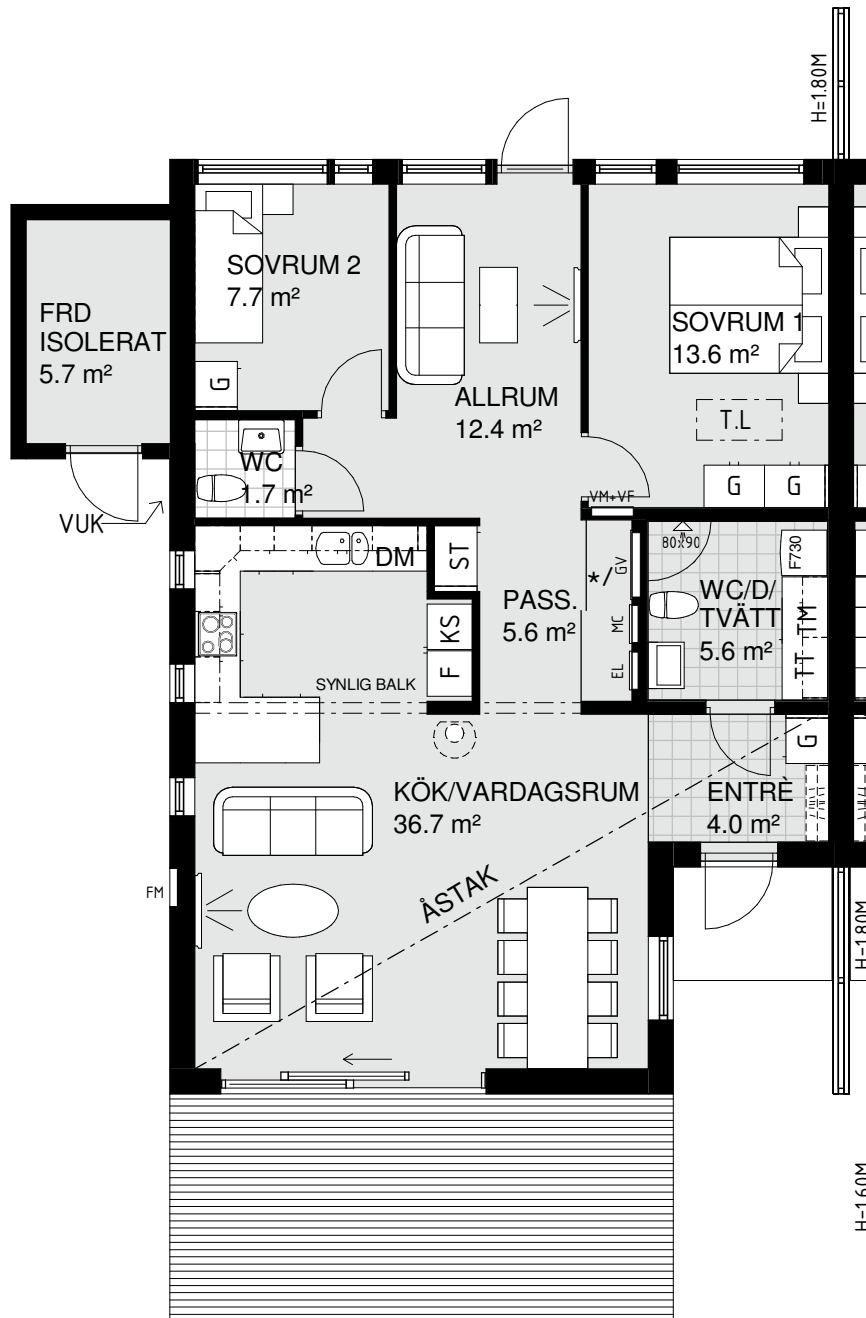 H=1.80M
SOVRUM 2
7.7 m²
FRD
ISOLERAT
5.7 m²
SOVRUM 1
13.6 m²
G
ALLRUM
12.4 m²
T.L
WC
1.7 m²
G
G
VM+VF
VUK
DM
ST
*/
GV
80x90
F730
PASS.
5.6 m²
WC/D/
TVÄTT
5.6 m²
KS
MC
TM
F
EL
TT
SYNLIG BALK
G
KÖK/VARDAGSRUM
36.7 m²
ENTRÈ
4.0 m²
FM
ÅSTAK
H=1.80M
H=1.60M